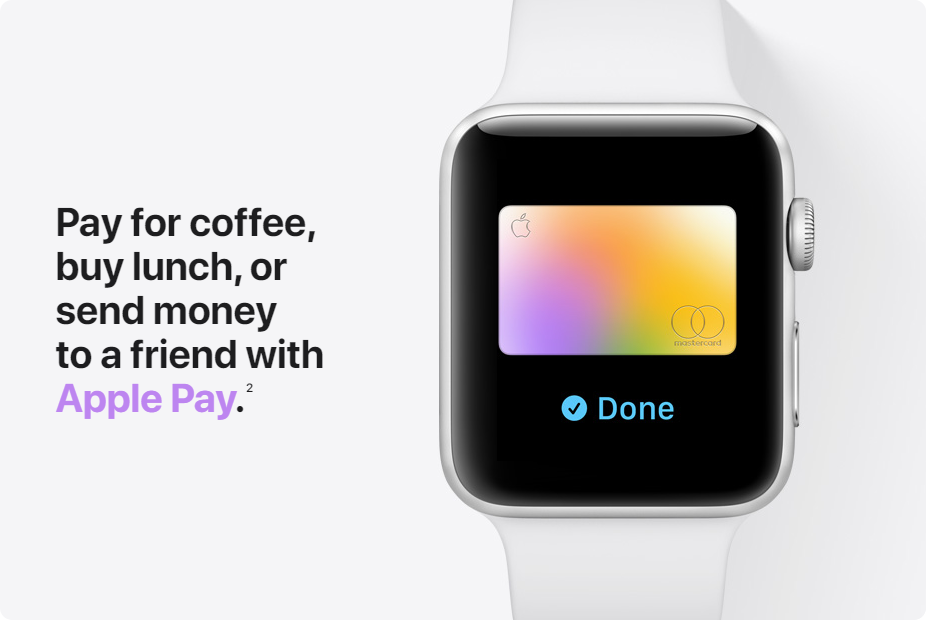 Pay for coffee,
buy lunch, or
send money
to a friend with
Apple Pay.²
mastercard
Done